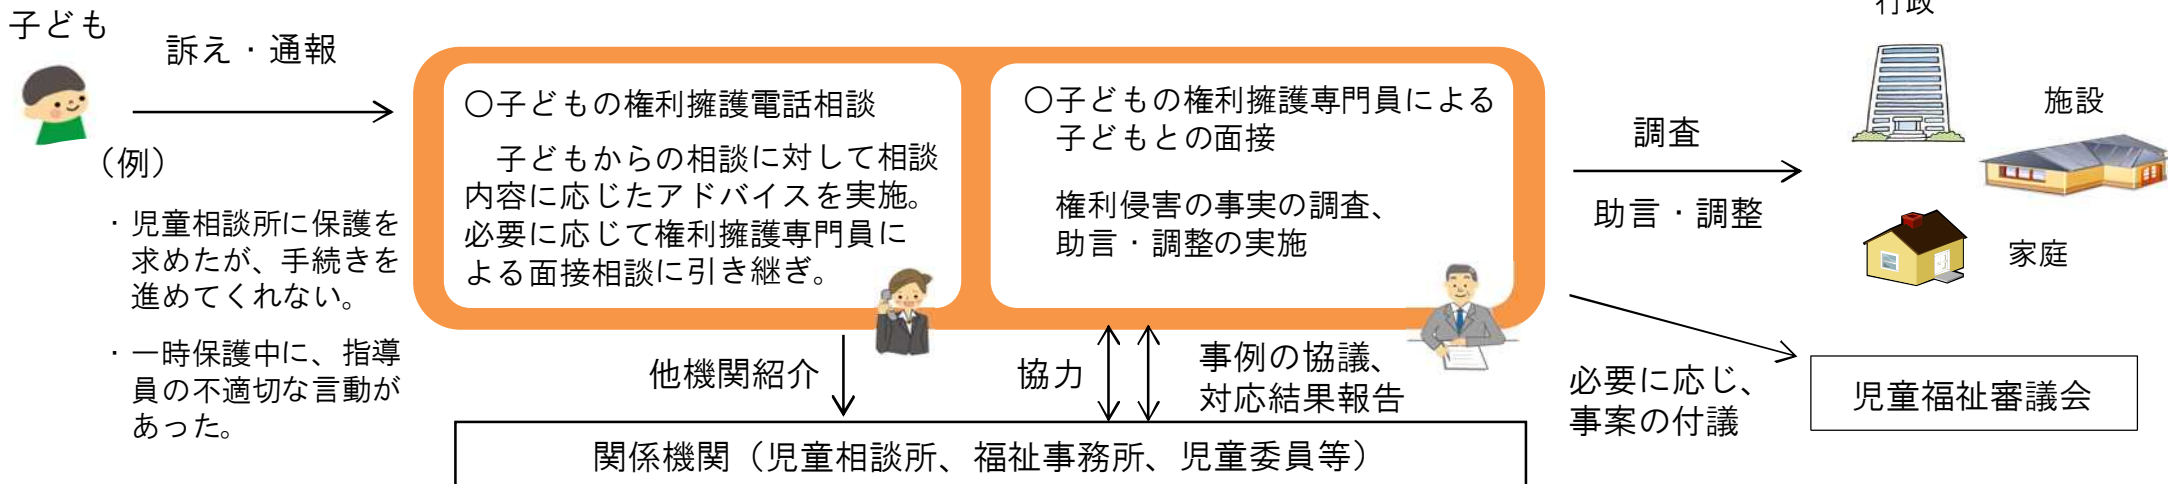 子ども
訴え・通報
（例）
・児童相談所に保護を
求めたが、手続きを
進めてくれない。
・一時保護中に、指導
員の不適切な言動が
あった。
〇子どもの権利擁護電話相談
子どもからの相談に対して相談
内容に応じたアドバイスを実施。
必要に応じて権利擁護専門員に
よる面接相談に引き継ぎ。
〇子どもの権利擁護専門員による
子どもとの面接
権利侵害の事実の調査、
助言・調整の実施
他機関紹介
協力
事例の協議、
対応結果報告
関係機関（児童相談所、福祉事務所、児童委員等）
調査
助言・調整
行政
施設
家庭
必要に応じ、
事案の付議
児童福祉審議会